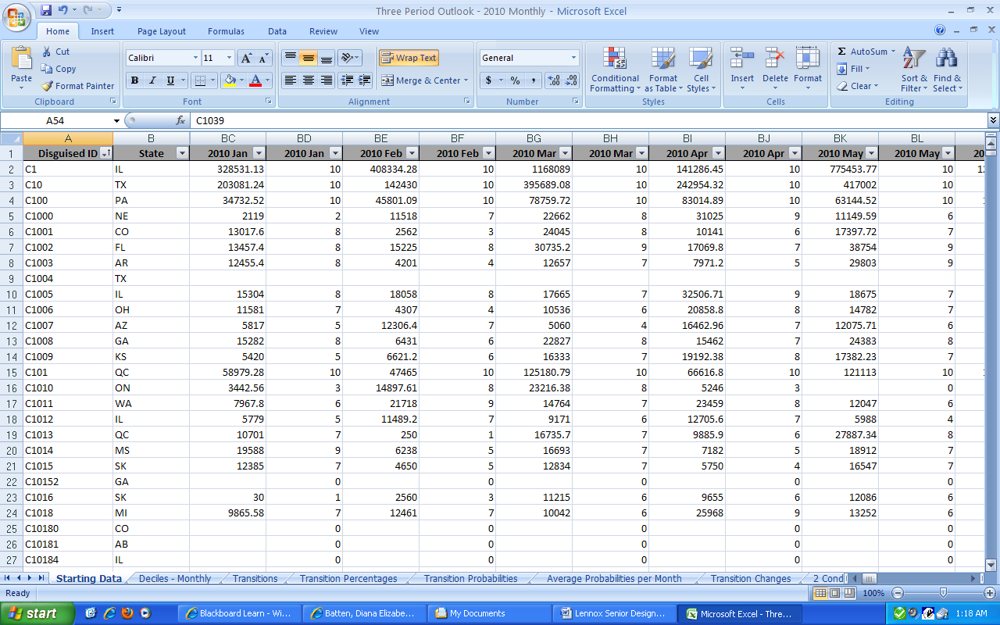 Three Period Outlook - 2010 Monthly - Microsoft Excel
Home Insert Page Layout Formulas Data Review View
Paste Cut Copy Format Painter Clipboard
Calibri 11 A A B I U A Font
Wrap Text Merge & Center Alignment
General $ % , .00 Number
Conditional Formatting Format as Table Cell Styles Styles
Insert Delete Format Cells
Σ AutoSum Fill Clear Sort & Filter Find & Select Editing
A54 fx C1039
A B BC BD BE BF BG BH BI BJ BK BL
1 Disguised ID State 2010 Jan 2010 Jan 2010 Feb 2010 Feb 2010 Mar 2010 Mar 2010 Apr 2010 Apr 2010 May 2010 May 20
2 C1 IL 328531.13 10 408334.28 10 1168089 10 141286.45 10 775453.77 10
3 C10 TX 203081.24 10 142430 10 395689.08 10 242954.32 10 417002 10
4 C100 PA 34732.52 10 45801.09 10 78759.72 10 83014.89 10 63144.52 10
5 C1000 NE 2119 2 11518 7 22662 8 31025 9 11149.59 6
6 C1001 CO 13017.6 8 2562 3 24045 8 10141 6 17397.72 7
7 C1002 FL 13457.4 8 15225 8 30735.2 9 17069.8 7 38754 9
8 C1003 AR 12455.4 8 4201 4 12657 7 7971.2 5 29803 9
9 C1004 TX
10 C1005 IL 15304 8 18058 8 17665 7 32506.71 9 18675 7
11 C1006 OH 11581 7 4307 4 10536 6 20858.8 8 14782 7
12 C1007 AZ 5817 5 12306.4 7 5060 4 16462.96 7 12075.71 6
13 C1008 GA 15282 8 6431 6 22827 8 15462 7 24383 8
14 C1009 KS 5420 5 6621.2 6 16333 7 19192.38 8 17382.23 7
15 C101 QC 58979.28 10 47465 10 125180.79 10 66616.8 10 121113 10
16 C1010 ON 3442.56 3 14897.61 8 23216.38 8 5246 3 0
17 C1011 WA 7967.8 6 21718 9 14764 7 23459 8 12047 6
18 C1012 IL 5779 5 11489.2 7 9171 6 12705.6 7 5988 4
19 C1013 QC 10701 7 250 1 16735.7 7 9885.9 6 27887.34 8
20 C1014 MS 19588 9 6238 5 16693 7 7182 5 18912 7
21 C1015 SK 12385 7 4650 5 12834 7 5750 4 16547 7
22 C10152 GA 0 0 0 0 0
23 C1016 SK 30 1 2560 3 11215 6 9655 6 12086 6
24 C1018 MI 9865.58 7 12461 7 10042 6 25968 9 13252 6
25 C10180 CO 0 0 0 0 0
26 C10181 AB 0 0 0 0 0
27 C10184 IL 0 0 0 0 0
Starting Data Deciles - Monthly Transitions Transition Percentages Transition Probabilities Average Probabilities per Month Transition Changes 2 Cond
Ready 100%
start Blackboard Learn - Wi... Batten, Diana Elizabe... My Documents Lennox Senior Design... Microsoft Excel - Thre... 1:18 AM